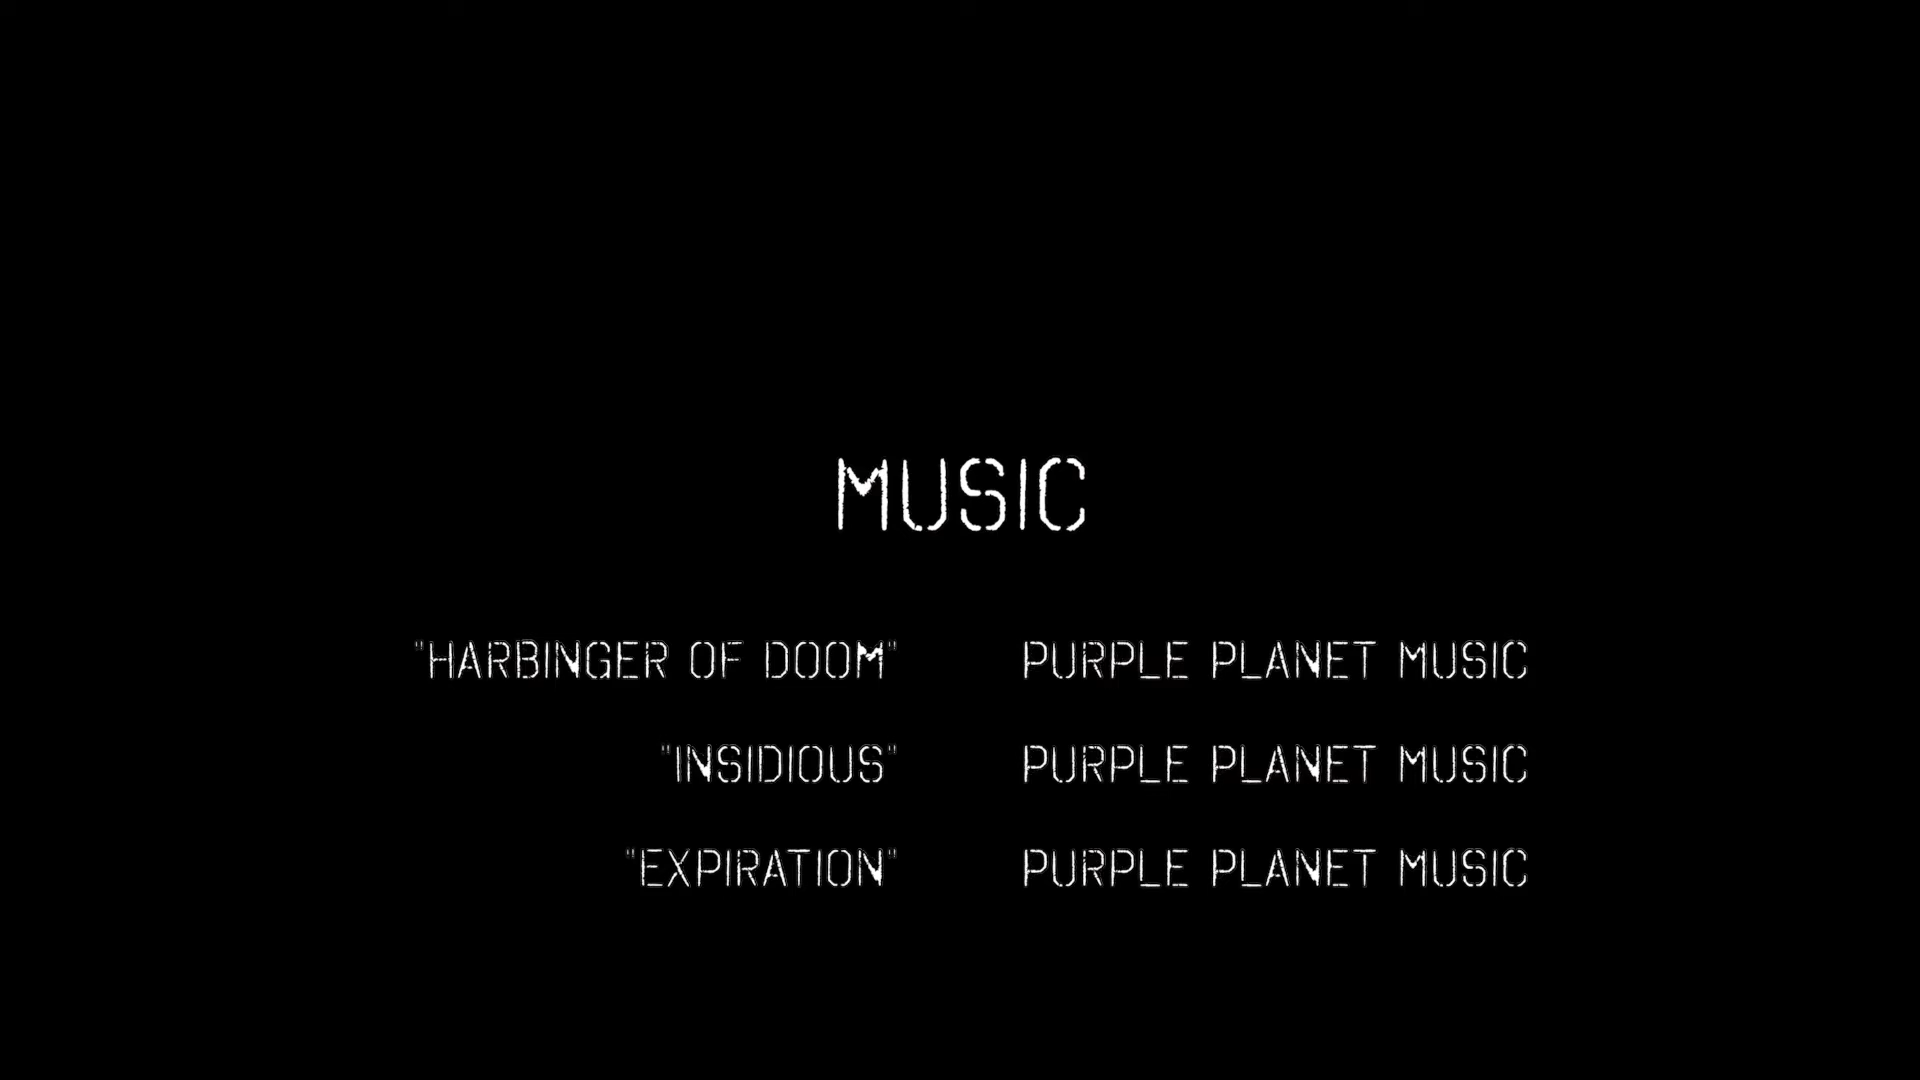 MUSIC
"HARBINGER OF DOOM" PURPLE PLANET MUSIC
"INSIDIOUS" PURPLE PLANET MUSIC
"EXPIRATION" PURPLE PLANET MUSIC